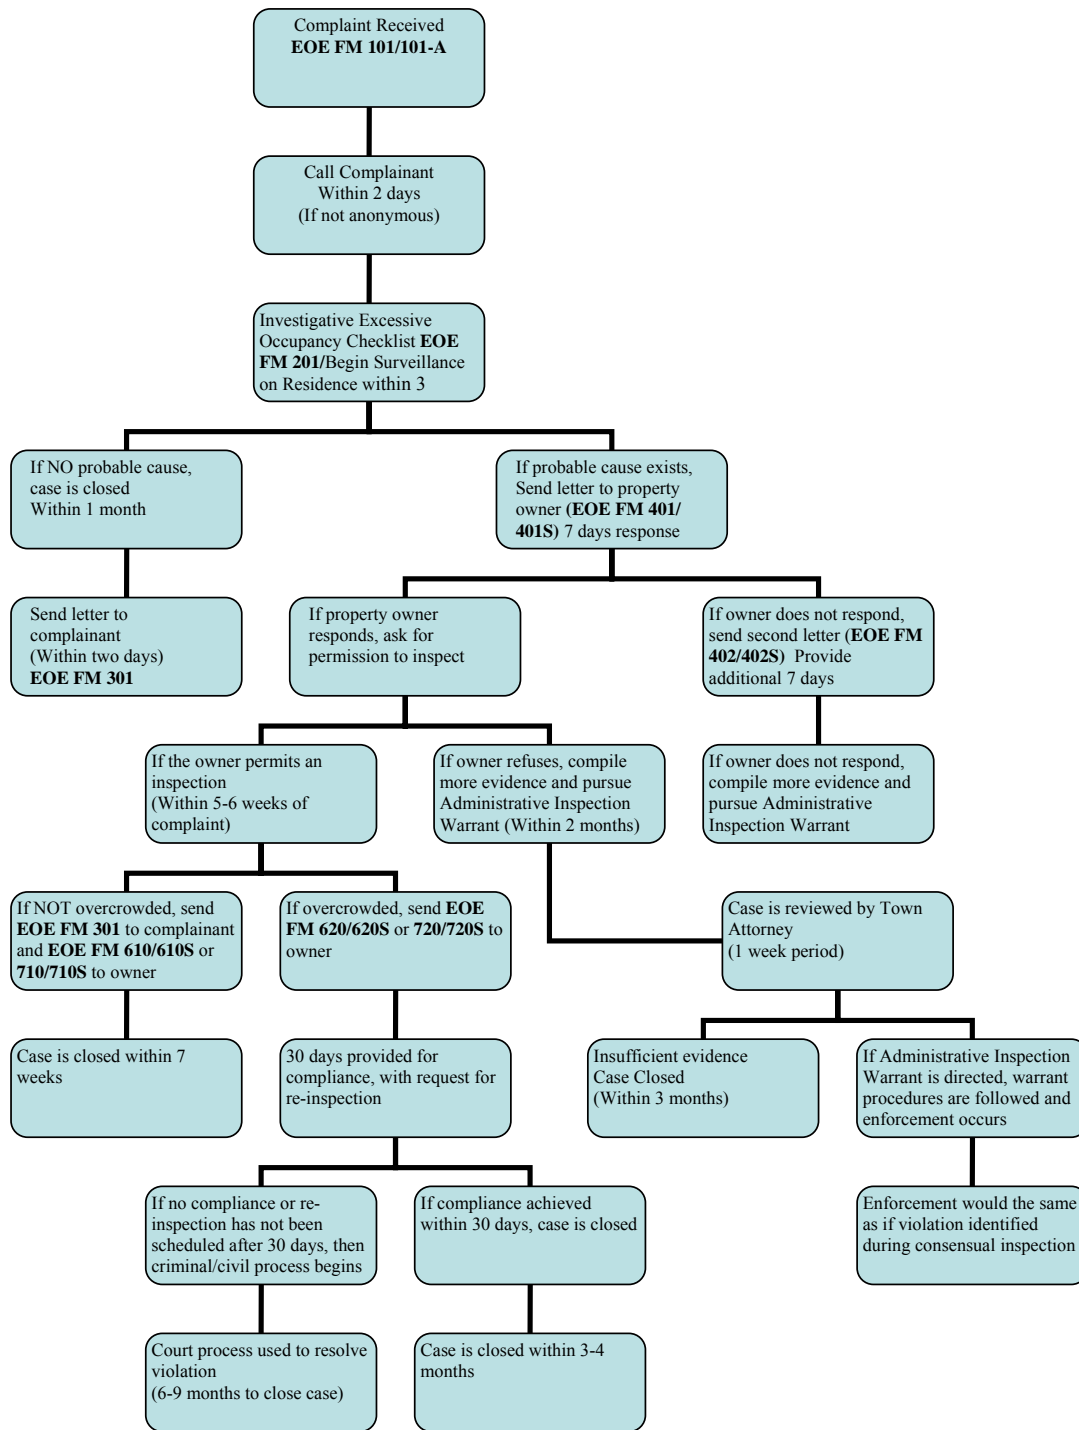 Complaint Received
EOE FM 101/101-A
Call Complainant
Within 2 days
(If not anonymous)
Investigative Excessive
Occupancy Checklist EOE
FM 201/Begin Surveillance
on Residence within 3
If NO probable cause,
case is closed
Within 1 month
If probable cause exists,
Send letter to property
owner (EOE FM 401/
401S) 7 days response
Send letter to
complainant
(Within two days)
EOE FM 301
If property owner
responds, ask for
permission to inspect
If owner does not respond,
send second letter (EOE FM
402/402S)  Provide
additional 7 days
If the owner permits an
inspection
(Within 5-6 weeks of
complaint)
If owner refuses, compile
more evidence and pursue
Administrative Inspection
Warrant (Within 2 months)
If owner does not respond,
compile more evidence and
pursue Administrative
Inspection Warrant
If NOT overcrowded, send
EOE FM 301 to complainant
and EOE FM 610/610S or
710/710S to owner
If overcrowded, send EOE
FM 620/620S or 720/720S to
owner
Case is reviewed by Town
Attorney
(1 week period)
Case is closed within 7
weeks
30 days provided for
compliance, with request for
re-inspection
Insufficient evidence
Case Closed
(Within 3 months)
If Administrative Inspection
Warrant is directed, warrant
procedures are followed and
enforcement occurs
If no compliance or re-
inspection has not been
scheduled after 30 days, then
criminal/civil process begins
If compliance achieved
within 30 days, case is closed
Enforcement would the same
as if violation identified
during consensual inspection
Court process used to resolve
violation
(6-9 months to close case)
Case is closed within 3-4
months